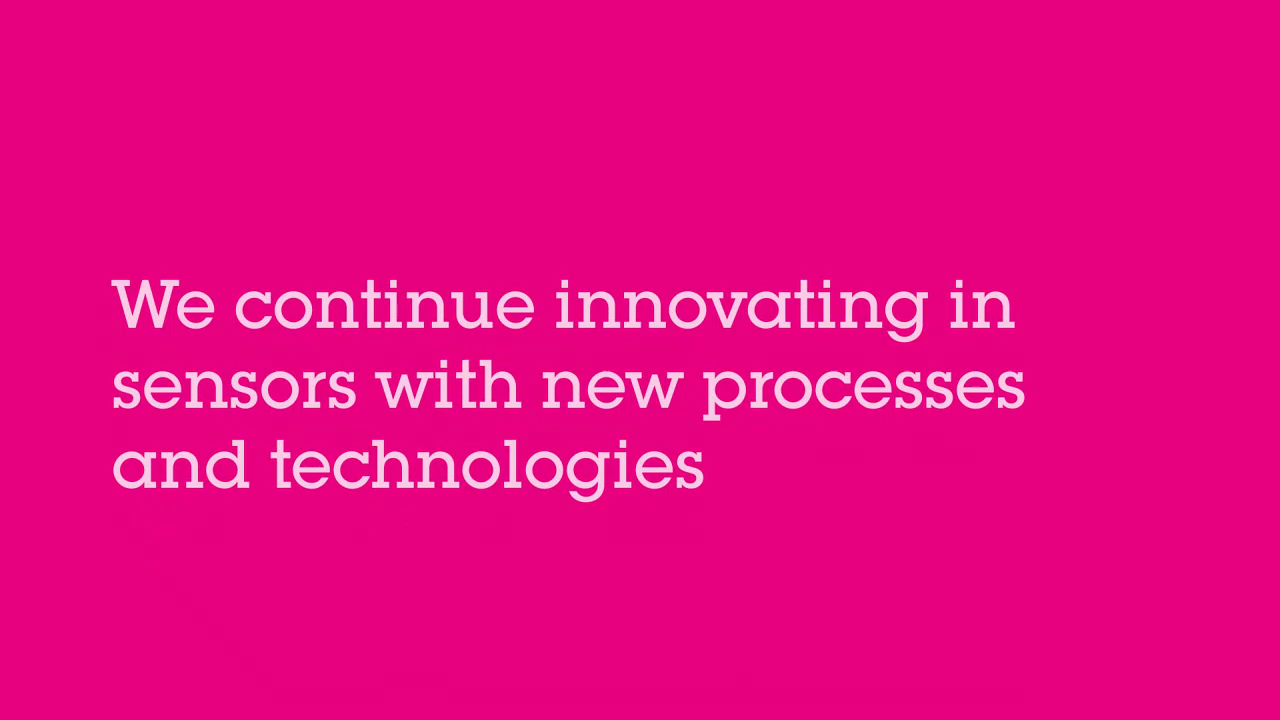 We continue innovating in
sensors with new processes
and technologies